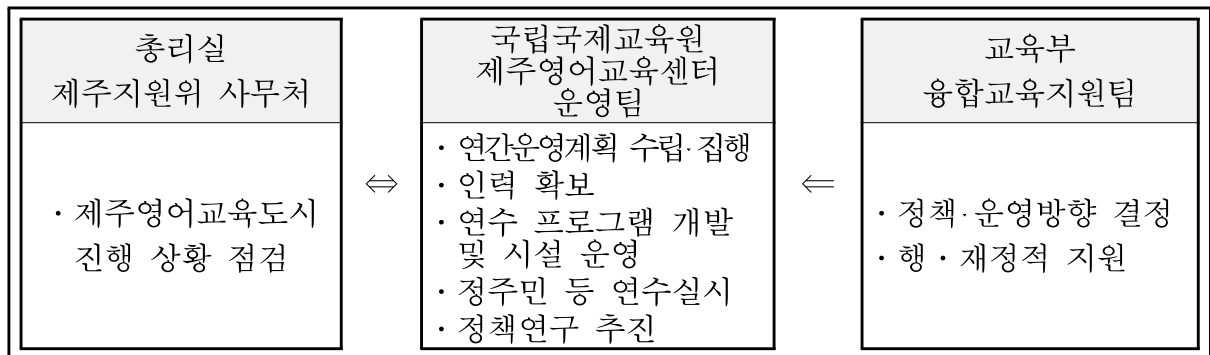 총리실
제주지원위 사무처
· 제주영어교육도시
진행 상황 점검
⇔
국립국제교육원
제주영어교육센터
운영팀
· 연간운영계획 수립·집행
· 인력 확보
· 연수 프로그램 개발
및 시설 운영
· 정주민 등 연수실시
· 정책연구 추진
⇐
교육부
융합교육지원팀
· 정책·운영방향 결정
· 행·재정적 지원